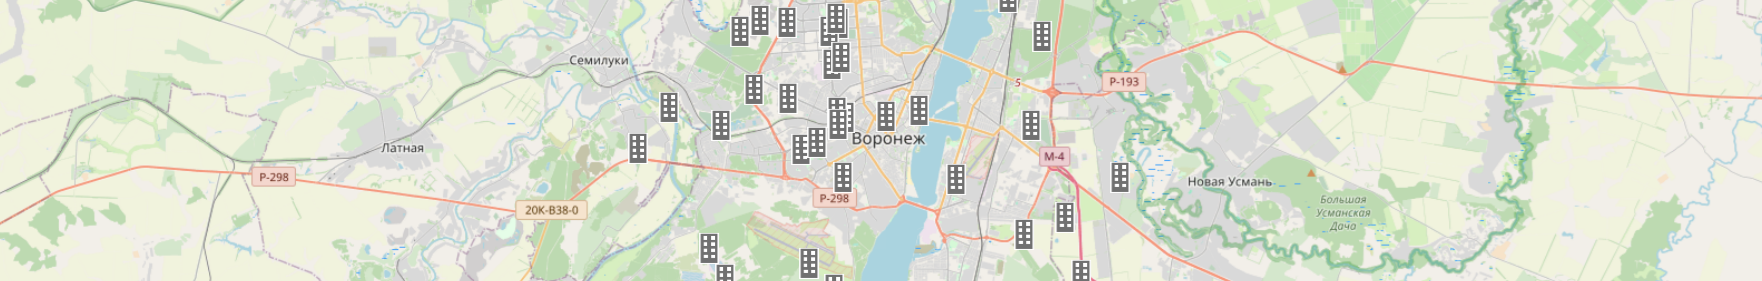 Семилуки
5
Р-193
Воронеж
Латная
М-4
Р-298
Новая Усмань
Р-298
20К-В38-0
Большая
Усманская
Дача